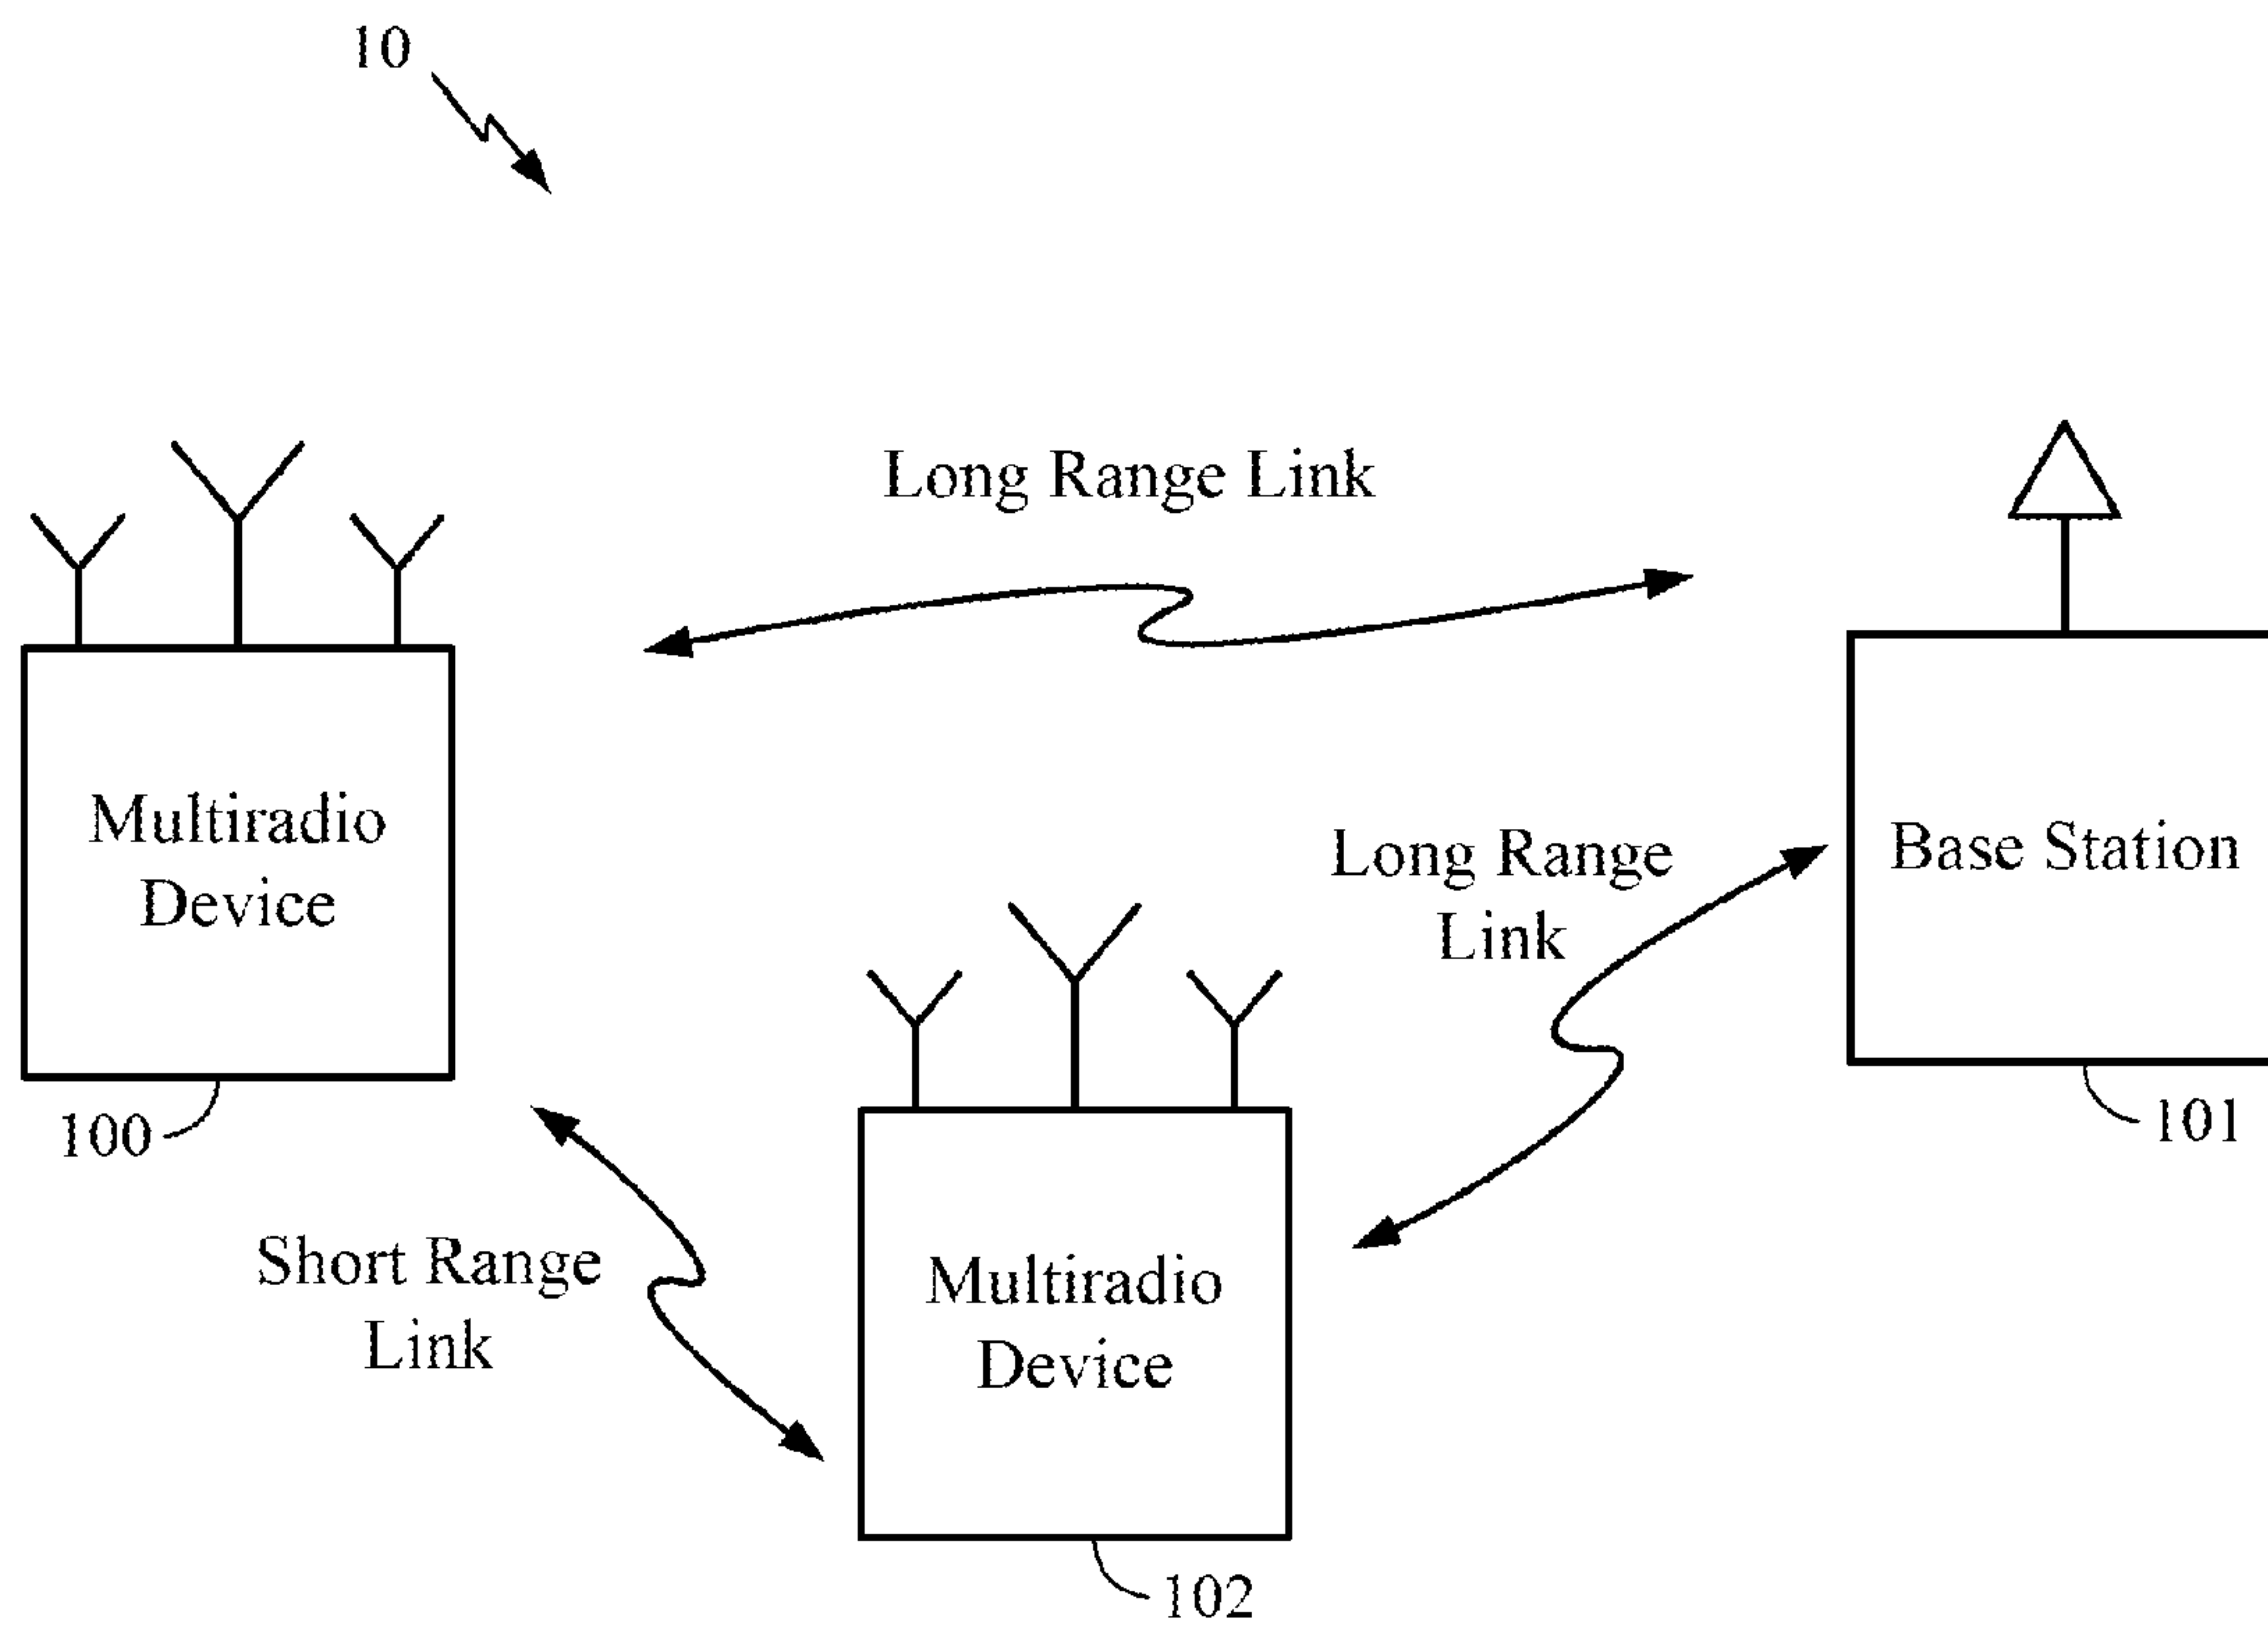 10
Long Range Link
Multiradio
Device
Base Station
Long Range
Link
100
101
Short Range
Link
Multiradio
Device
102